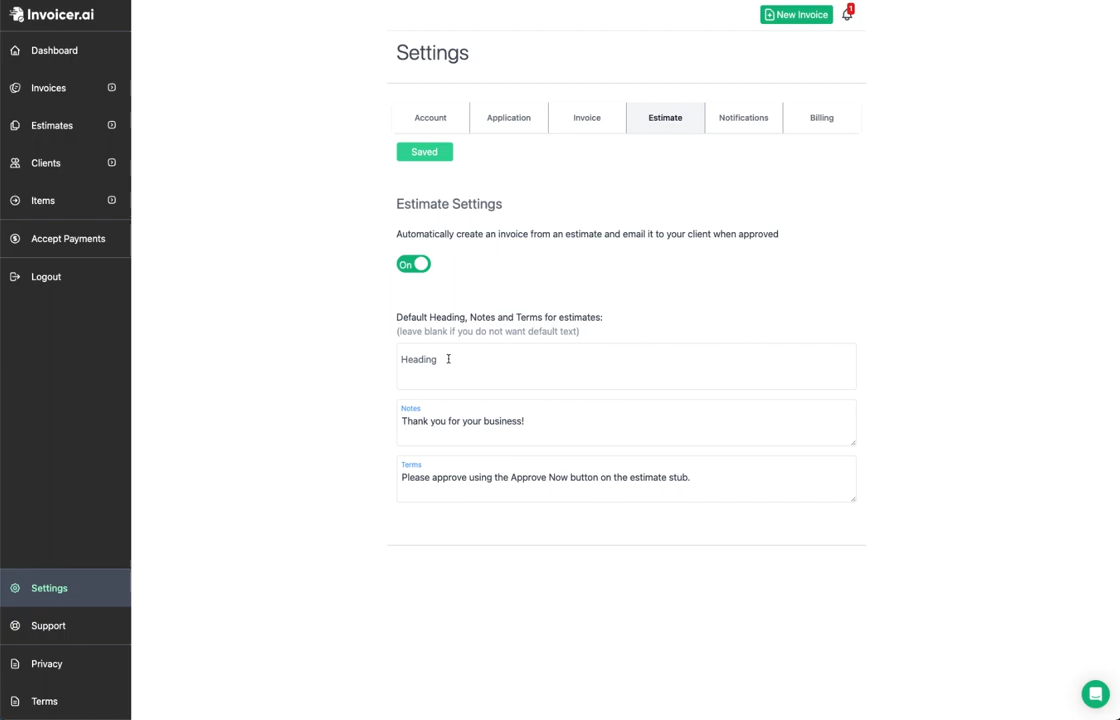 Invoicer.ai
Dashboard
Invoices
Estimates
Clients
Items
Accept Payments
Logout
Settings
Support
Privacy
Terms
New Invoice
1
Settings
Account
Application
Invoice
Estimate
Notifications
Billing
Saved
Estimate Settings
Automatically create an invoice from an estimate and email it to your client when approved
On
Default Heading, Notes and Terms for estimates:
(leave blank if you do not want default text)
Heading
Notes
Thank you for your business!
Terms
Please approve using the Approve Now button on the estimate stub.